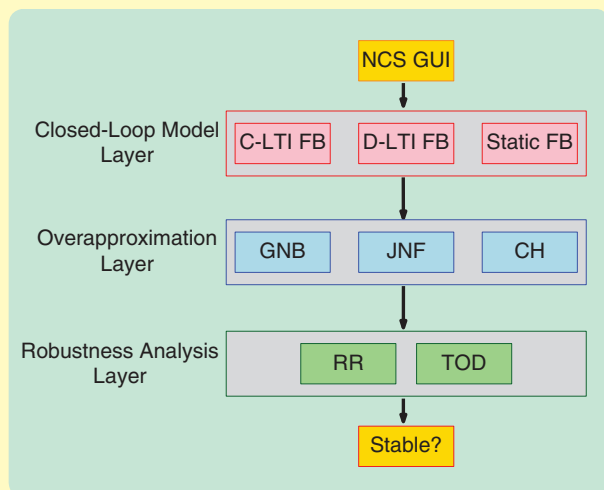 NCS GUI
Closed-Loop Model
Layer
C-LTI FB
D-LTI FB
Static FB
Overapproximation
Layer
GNB
JNF
CH
Robustness Analysis
Layer
RR
TOD
Stable?